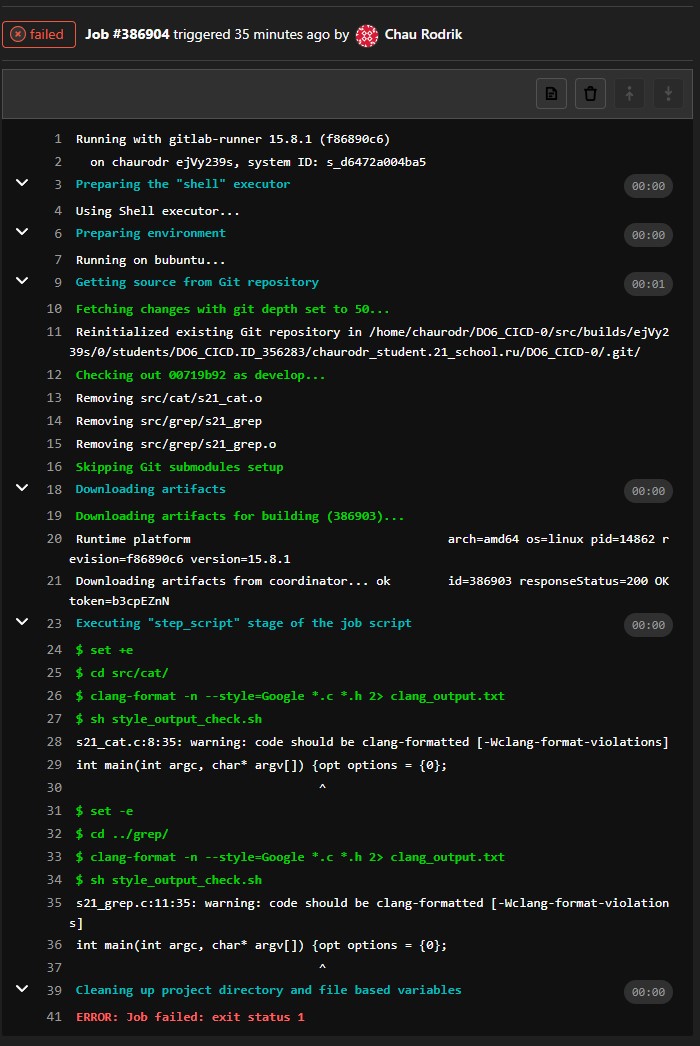 failed Job #386904 triggered 35 minutes ago by Chau Rodrik
1 Running with gitlab-runner 15.8.1 (f86890c6)
2 on chaurodr ejVy239s, system ID: s_d6472a004ba5
3 Preparing the "shell" executor 00:00
4 Using Shell executor...
6 Preparing environment 00:00
7 Running on bubuntu...
9 Getting source from Git repository 00:01
10 Fetching changes with git depth set to 50...
11 Reinitialized existing Git repository in /home/chaurodr/DO6_CICD-0/src/builds/ejVy2
39s/0/students/DO6_CICD.ID_356283/chaurodr_student.21_school.ru/DO6_CICD-0/.git/
12 Checking out 00719b92 as develop...
13 Removing src/cat/s21_cat.o
14 Removing src/grep/s21_grep
15 Removing src/grep/s21_grep.o
16 Skipping Git submodules setup
18 Downloading artifacts 00:00
19 Downloading artifacts for building (386903)...
20 Runtime platform arch=amd64 os=linux pid=14862 r
evision=f86890c6 version=15.8.1
21 Downloading artifacts from coordinator... ok id=386903 responseStatus=200 OK
token=b3cpEZnN
23 Executing "step_script" stage of the job script 00:00
24 $ set +e
25 $ cd src/cat/
26 $ clang-format -n --style=Google *.c *.h 2> clang_output.txt
27 $ sh style_output_check.sh
28 s21_cat.c:8:35: warning: code should be clang-formatted [-Wclang-format-violations]
29 int main(int argc, char* argv[]) {opt options = {0};
30 ^
31 $ set -e
32 $ cd ../grep/
33 $ clang-format -n --style=Google *.c *.h 2> clang_output.txt
34 $ sh style_output_check.sh
35 s21_grep.c:11:35: warning: code should be clang-formatted [-Wclang-format-violation
s]
36 int main(int argc, char* argv[]) {opt options = {0};
37 ^
39 Cleaning up project directory and file based variables 00:00
41 ERROR: Job failed: exit status 1